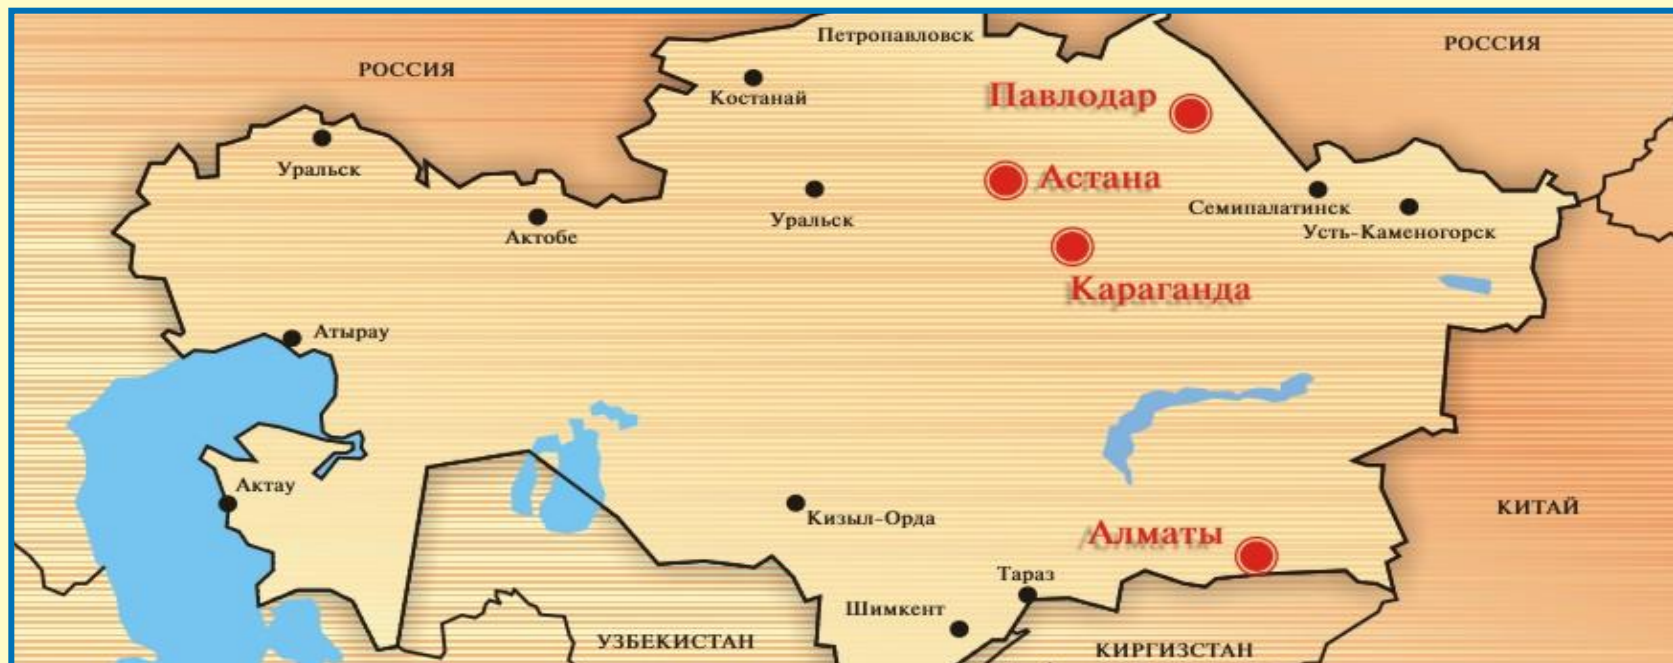 Петропавловск
РОССИЯ
РОССИЯ
Костанай
Павлодар
Уральск
Астана
Уральск
Семипалатинск
Актобе
Усть-Каменогорск
Караганда
Атырау
Актау
КИТАЙ
Кизыл-Орда
Алматы
Тараз
Шимкент
УЗБЕКИСТАН
КИРГИЗСТАН